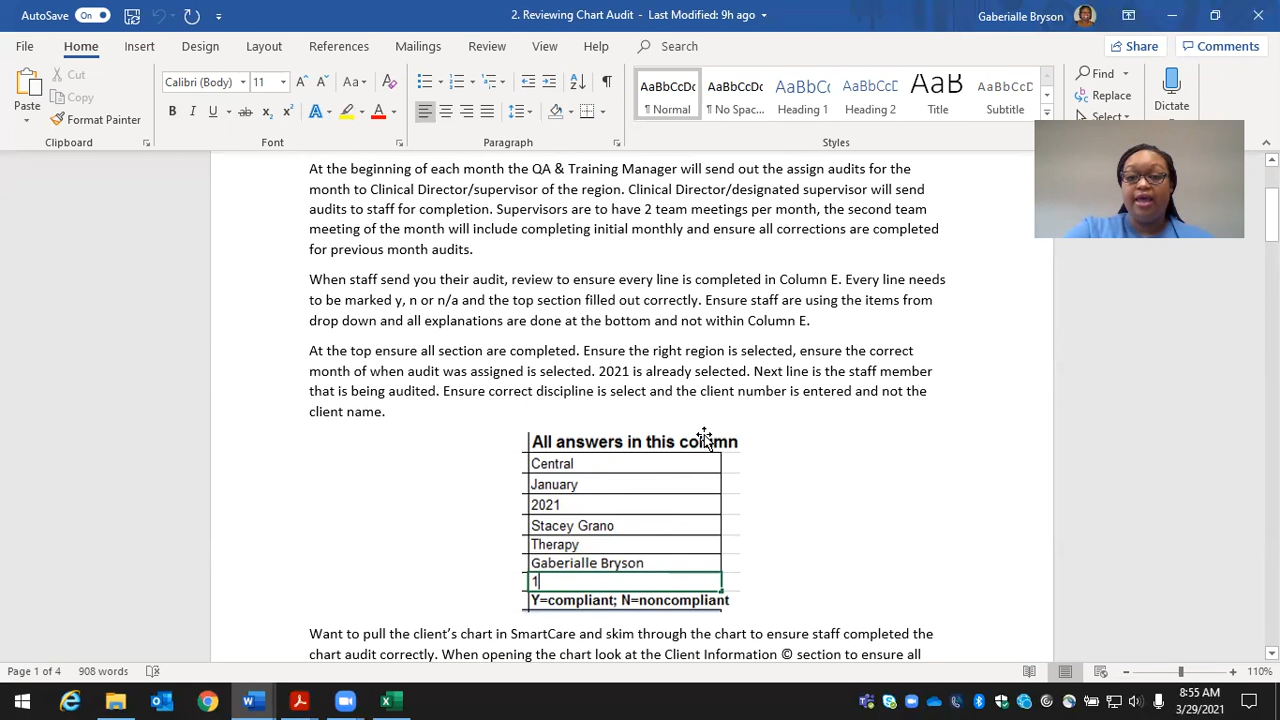 AutoSave On 2. Reviewing Chart Audit - Last Modified: 9h ago Gaberialle Bryson
File Home Insert Design Layout References Mailings Review View Help Search Share Comments
Paste Cut Copy Format Painter
Calibri (Body) 11
AaBbCcDc ¶ Normal AaBbCcDc ¶ No Spac... AaBbCc Heading 1 AaBbCcC Heading 2 AaB Title AaBbCcC Subtitle
Find Replace Select
Dictate
Clipboard Font Paragraph Styles
At the beginning of each month the QA & Training Manager will send out the assign audits for the
month to Clinical Director/supervisor of the region. Clinical Director/designated supervisor will send
audits to staff for completion. Supervisors are to have 2 team meetings per month, the second team
meeting of the month will include completing initial monthly and ensure all corrections are completed
for previous month audits.
When staff send you their audit, review to ensure every line is completed in Column E. Every line needs
to be marked y, n or n/a and the top section filled out correctly. Ensure staff are using the items from
drop down and all explanations are done at the bottom and not within Column E.
At the top ensure all section are completed. Ensure the right region is selected, ensure the correct
month of when audit was assigned is selected. 2021 is already selected. Next line is the staff member
that is being audited. Ensure correct discipline is select and the client number is entered and not the
client name.
All answers in this column
Central
January
2021
Stacey Grano
Therapy
Gaberialle Bryson
1
Y=compliant; N=noncompliant
Want to pull the client's chart in SmartCare and skim through the chart to ensure staff completed the
chart audit correctly. When opening the chart look at the Client Information © section to ensure all
Page 1 of 4 908 words 110%
8:55 AM
3/29/2021